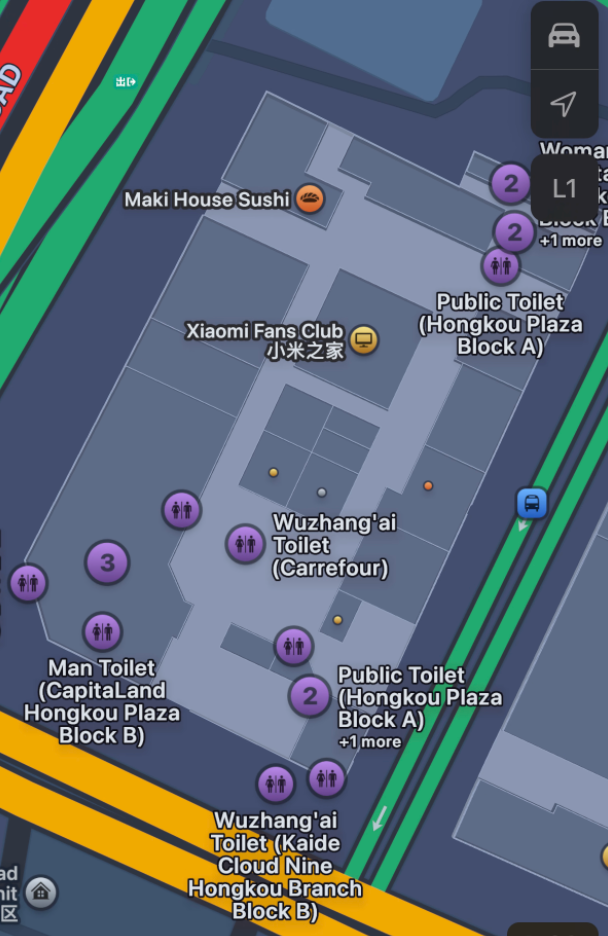 AD
出口
L1
Woman
Maki House Sushi
2
2
Block B
+1 more
Public Toilet
(Hongkou Plaza
Block A)
Xiaomi Fans Club
小米之家
Wuzhang'ai
Toilet
(Carrefour)
3
Man Toilet
(CapitaLand
Hongkou Plaza
Block B)
2
Public Toilet
(Hongkou Plaza
Block A)
+1 more
Wuzhang'ai
Toilet (Kaide
Cloud Nine
Hongkou Branch
Block B)
ad
nit
区